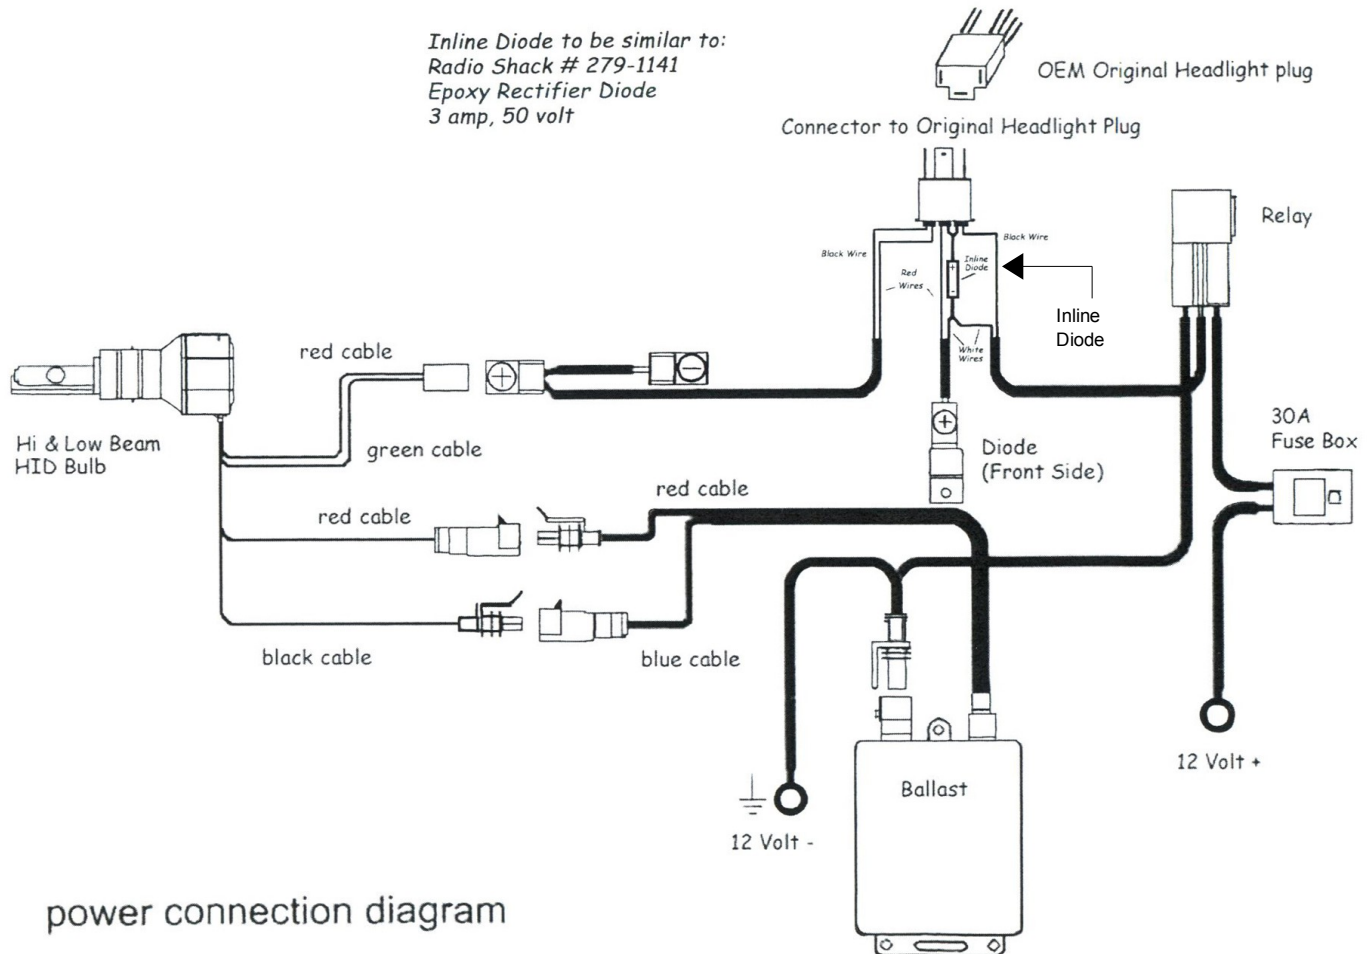 Inline Diode to be similar to:
Radio Shack # 279-1141
Epoxy Rectifier Diode
3 amp, 50 volt
OEM Original Headlight plug
Connector to Original Headlight Plug
Relay
Black Wire
Black Wire
Red
Wires
Inline
Diode
+
-
Inline
Diode
White
Wires
red cable
+
−
green cable
Hi & Low Beam
HID Bulb
+
Diode
(Front Side)
30A
Fuse Box
red cable
red cable
black cable
blue cable
12 Volt +
Ballast
12 Volt -
power connection diagram